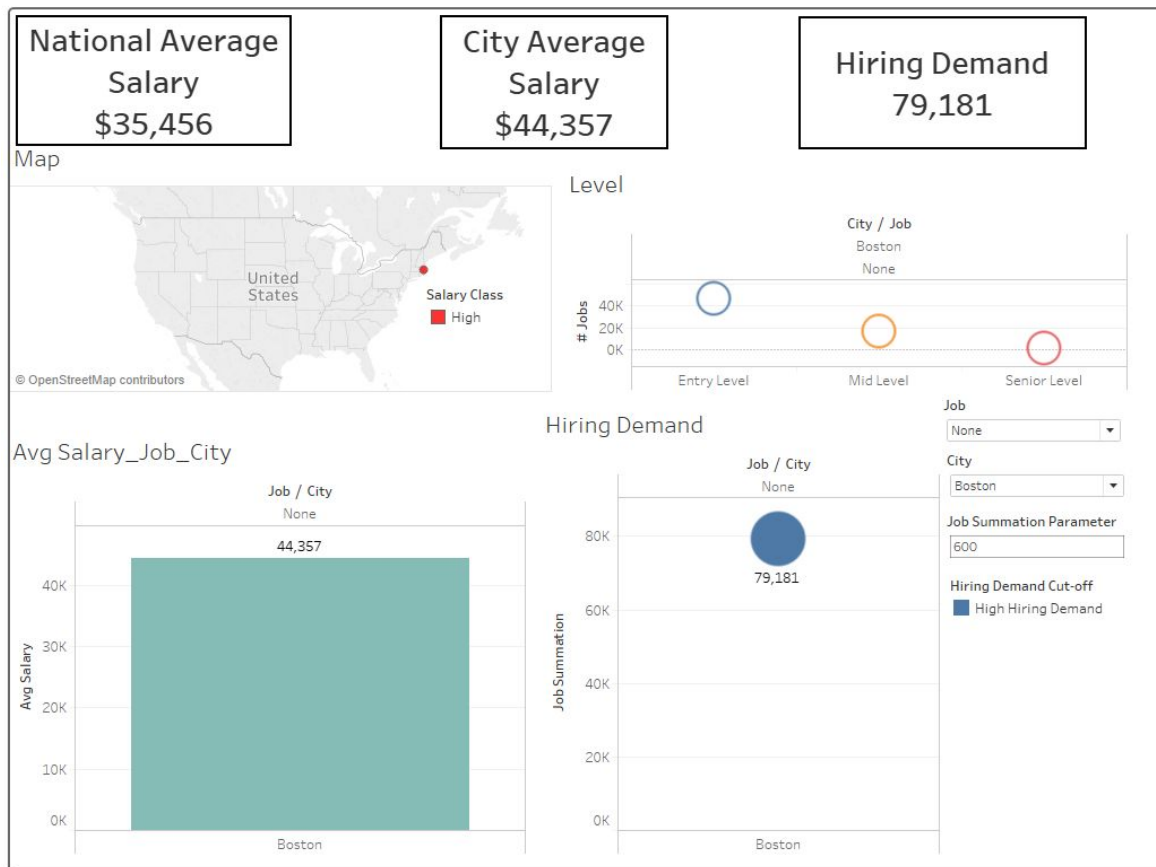 National Average
Salary
$35,456
City Average
Salary
$44,357
Hiring Demand
79,181
Map
United
States
Salary Class
High
© OpenStreetMap contributors
Level
City / Job
Boston
None
# Jobs
40K
20K
0K
Entry Level
Mid Level
Senior Level
Avg Salary_Job_City
Job / City
None
44,357
Avg Salary
40K
30K
20K
10K
0K
Boston
Hiring Demand
Job / City
None
79,181
Job Summation
80K
60K
40K
20K
0K
Boston
Job
None
City
Boston
Job Summation Parameter
600
Hiring Demand Cut-off
High Hiring Demand